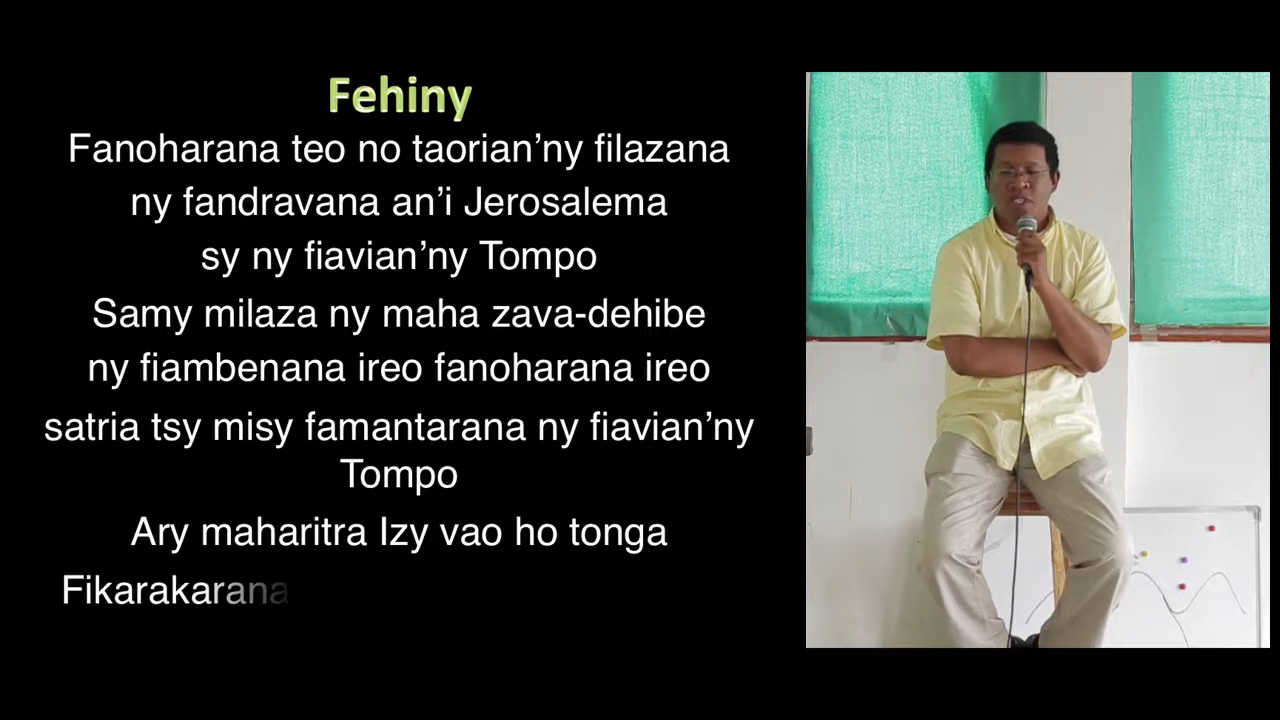 Fehiny
Fanoharana teo no taorian’ny filazana
ny fandravana an’i Jerosalema
sy ny fiavian’ny Tompo
Samy milaza ny maha zava-dehibe
ny fiambenana ireo fanoharana ireo
satria tsy misy famantarana ny fiavian’ny
Tompo
Ary maharitra Izy vao ho tonga
Fikarakarana